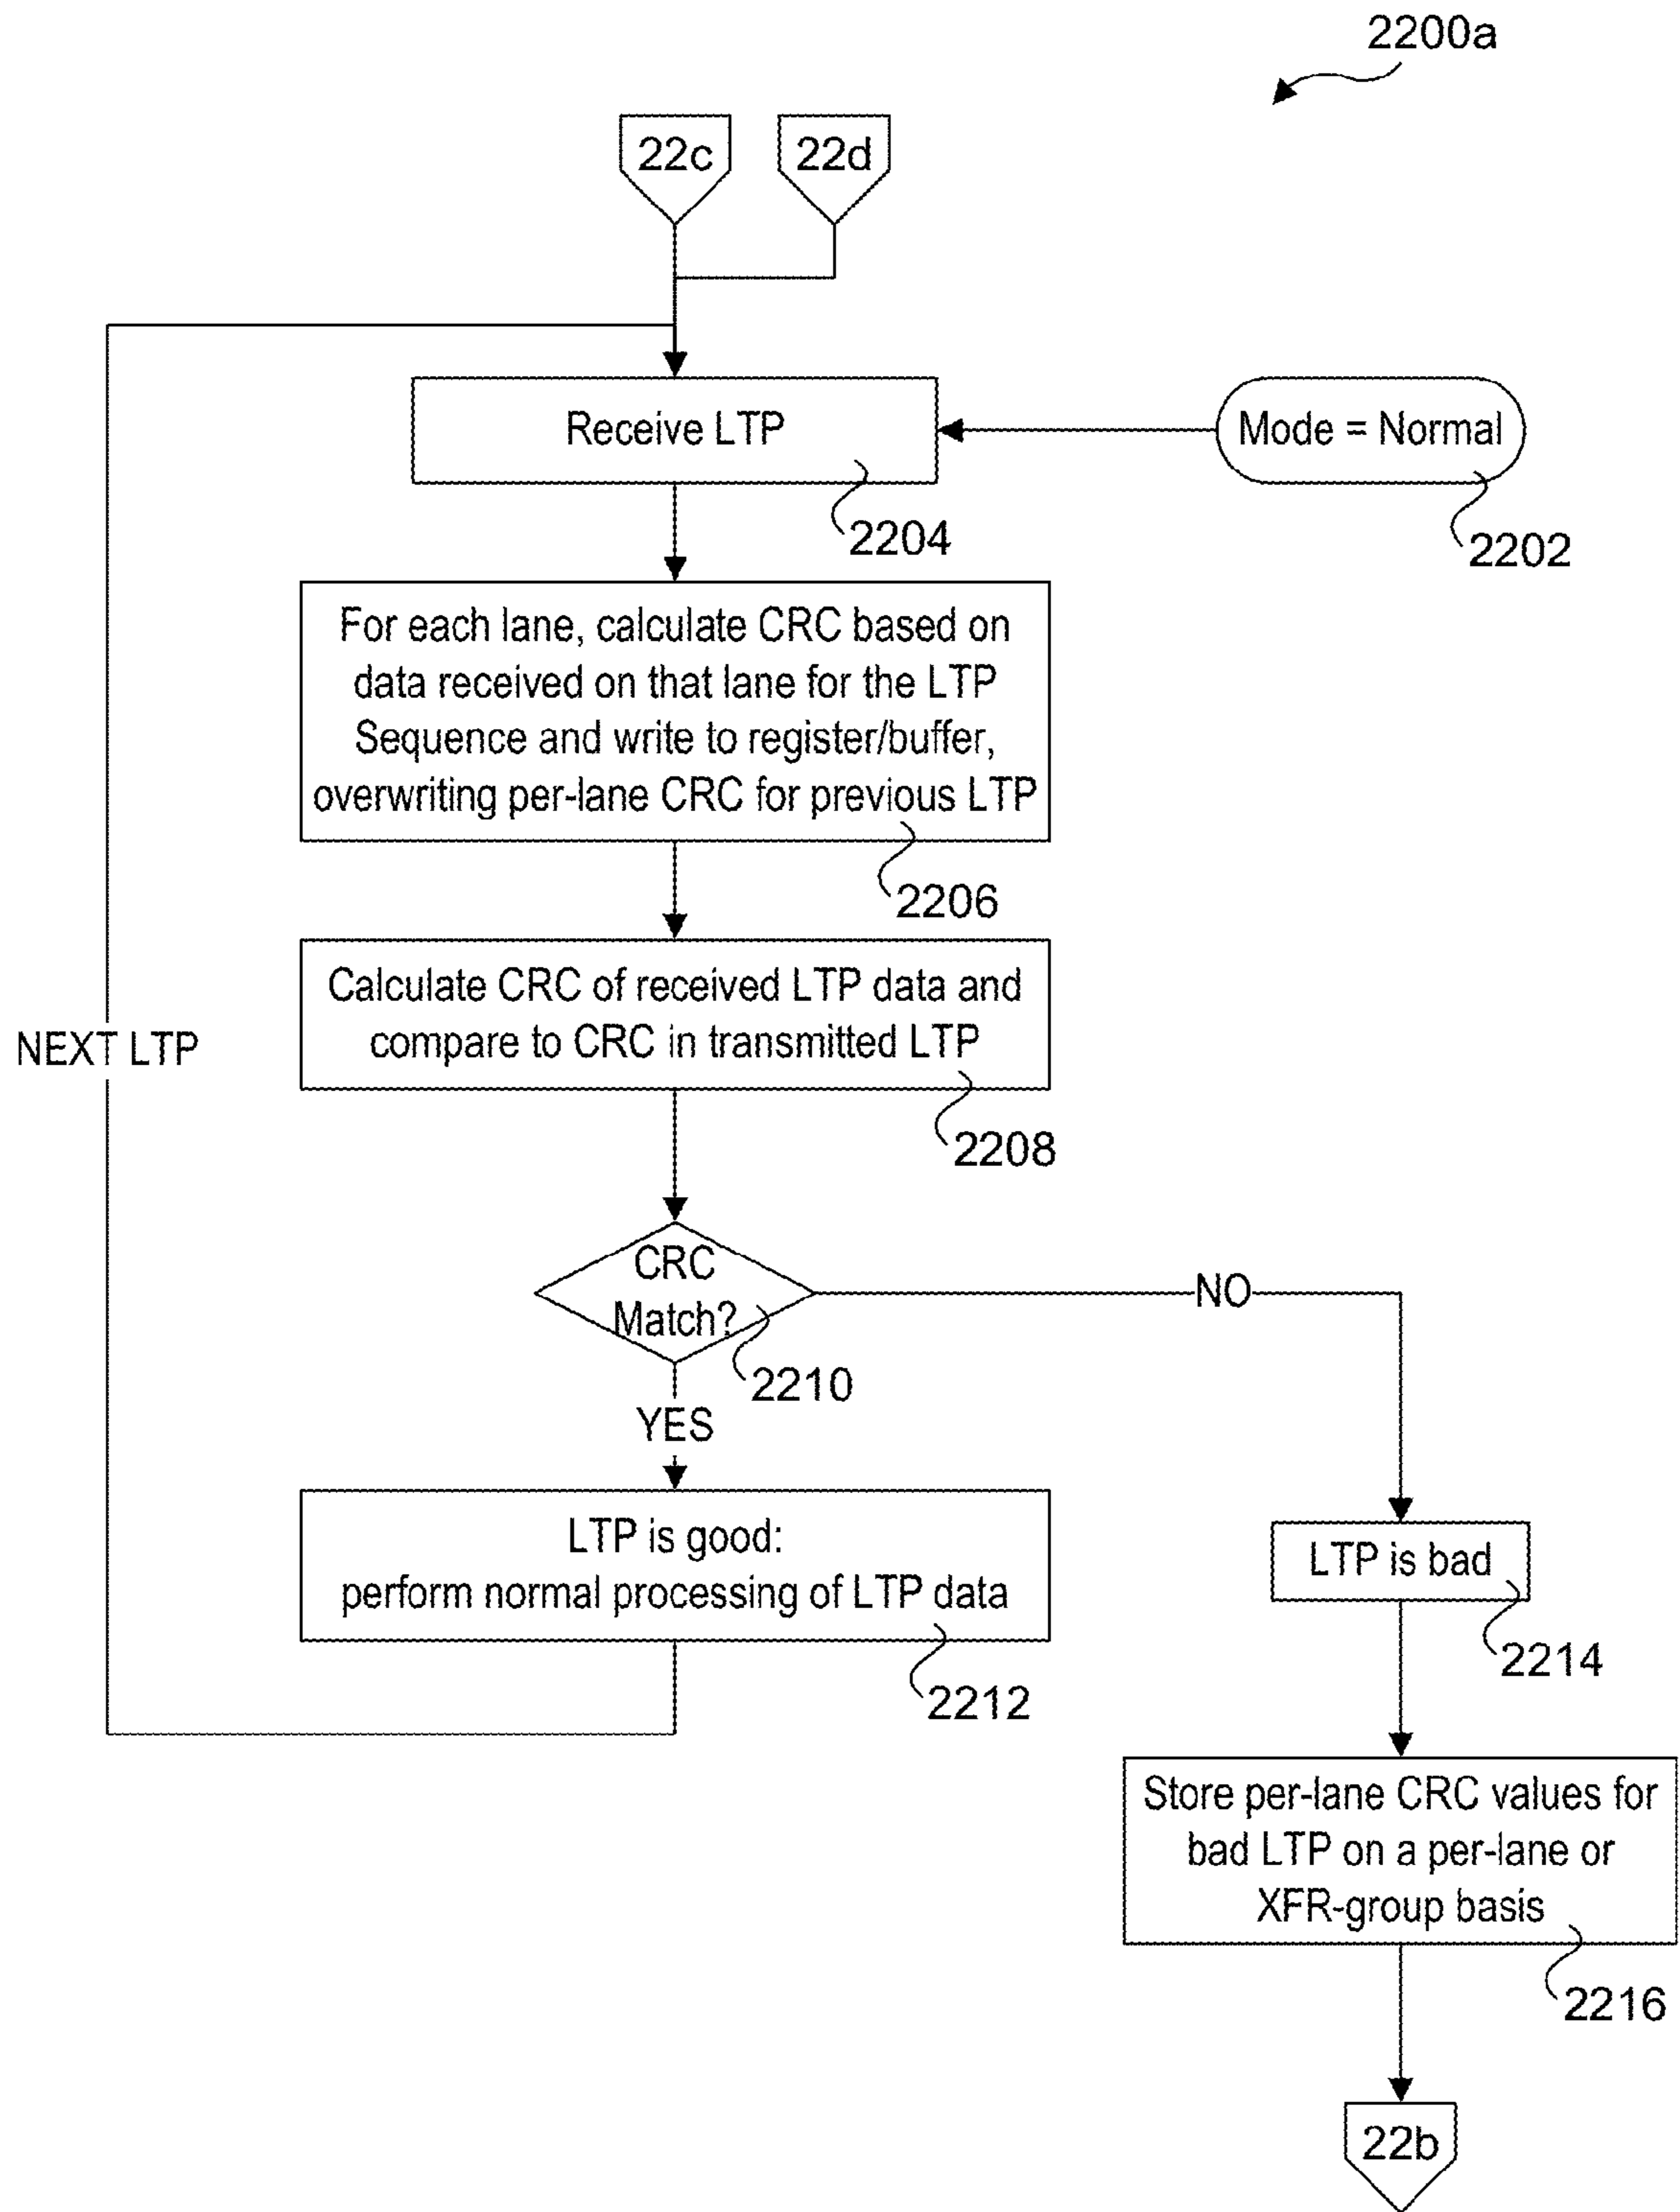 2200a
22c
22d
Receive LTP
Mode = Normal
2204
2202
For each lane, calculate CRC based on
data received on that lane for the LTP
Sequence and write to register/buffer,
overwriting per-lane CRC for previous LTP
2206
Calculate CRC of received LTP data and
compare to CRC in transmitted LTP
NEXT LTP
2208
CRC
Match?
NO
2210
YES
LTP is good:
perform normal processing of LTP data
LTP is bad
2212
2214
Store per-lane CRC values for
bad LTP on a per-lane or
XFR-group basis
2216
22b